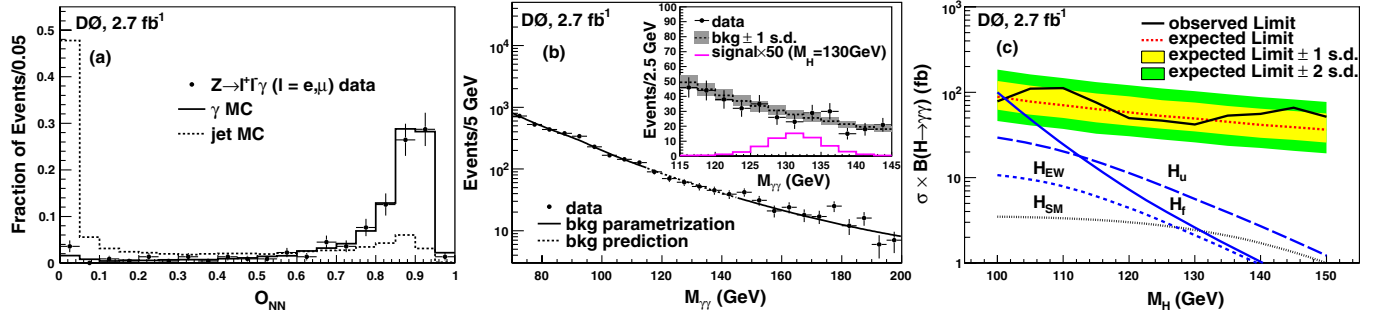 DØ, 2.7 fb⁻¹
(a)
Z→l⁺l⁻γ (l = e,μ) data
γ MC
jet MC
Fraction of Events/0.05
0.5
0.4
0.3
0.2
0.1
0
0 0.1 0.2 0.3 0.4 0.5 0.6 0.7 0.8 0.9 1
O_NN
DØ, 2.7 fb⁻¹
(b)
Events/5 GeV
10⁴
10³
10²
10
data
bkg parametrization
bkg prediction
80 100 120 140 160 180 200
M_γγ (GeV)
data
bkg ± 1 s.d.
signal×50 (M_H=130GeV)
Events/2.5 GeV
100
90
80
70
60
50
40
30
20
10
0
115 120 125 130 135 140 145
M_γγ (GeV)
DØ, 2.7 fb⁻¹
(c)
observed Limit
expected Limit
expected Limit ± 1 s.d.
expected Limit ± 2 s.d.
σ × B(H→γγ) (fb)
10³
10²
10
1
H_EW
H_SM
H_u
H_f
100 110 120 130 140 150
M_H (GeV)